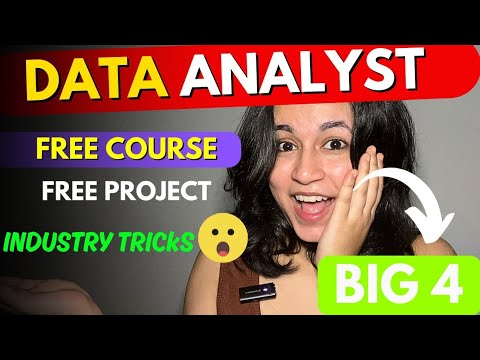 DATA ANALYST
FREE COURSE
FREE PROJECT
INDUSTRY TRICKS
BIG 4